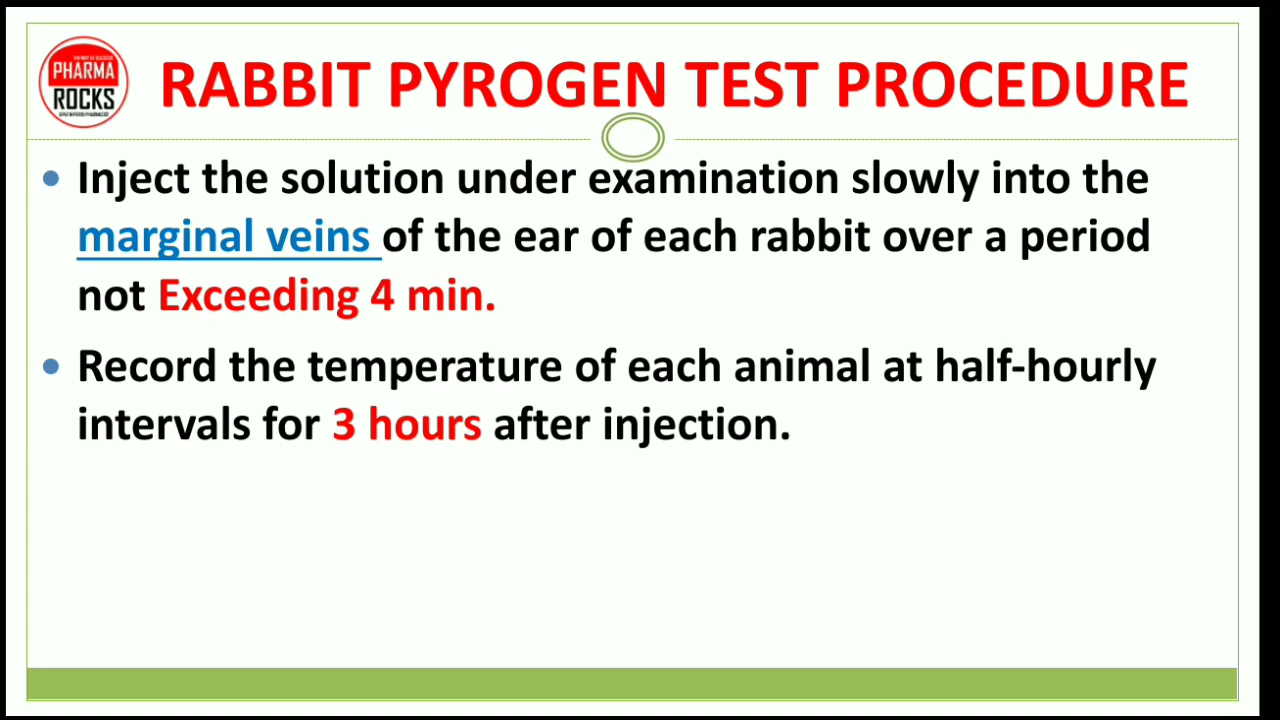 PHARMA
ROCKS
RABBIT PYROGEN TEST PROCEDURE
• Inject the solution under examination slowly into the
marginal veins of the ear of each rabbit over a period
not Exceeding 4 min.
• Record the temperature of each animal at half-hourly
intervals for 3 hours after injection.